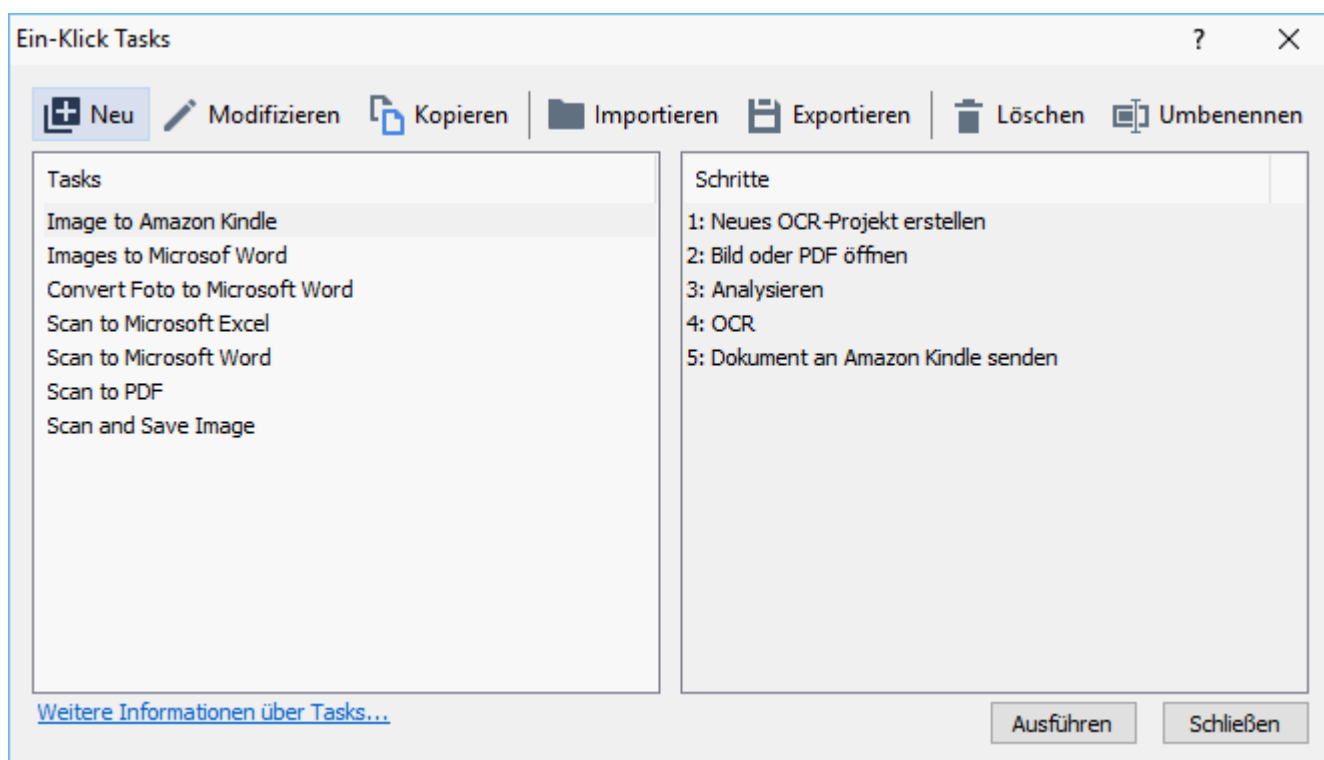 Ein-Klick Tasks ?
Neu Modifizieren Kopieren Importieren Exportieren Löschen Umbenennen
Tasks
Image to Amazon Kindle
Images to Microsof Word
Convert Foto to Microsoft Word
Scan to Microsoft Excel
Scan to Microsoft Word
Scan to PDF
Scan and Save Image
Schritte
1: Neues OCR-Projekt erstellen
2: Bild oder PDF öffnen
3: Analysieren
4: OCR
5: Dokument an Amazon Kindle senden
Weitere Informationen über Tasks...
Ausführen Schließen